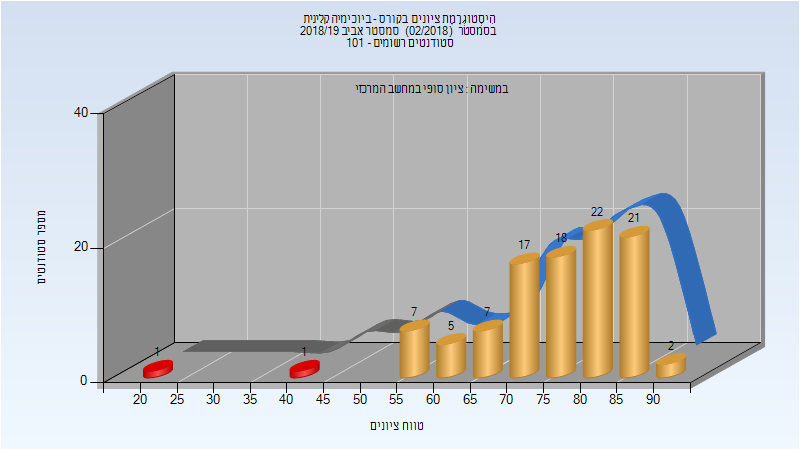 היסטוגרמת ציונים בקורס - ביוכימיה קלינית
בסמסטר (02/2018) סמסטר אביב 2018/19
סטודנטים רשומים - 101
במשימה : ציון סופי במחשב המרכזי
מספר סטודנטים
40
20
0
1
1
7
5
7
17
18
22
21
2
20 25 30 35 40 45 50 55 60 65 70 75 80 85 90
טווח ציונים